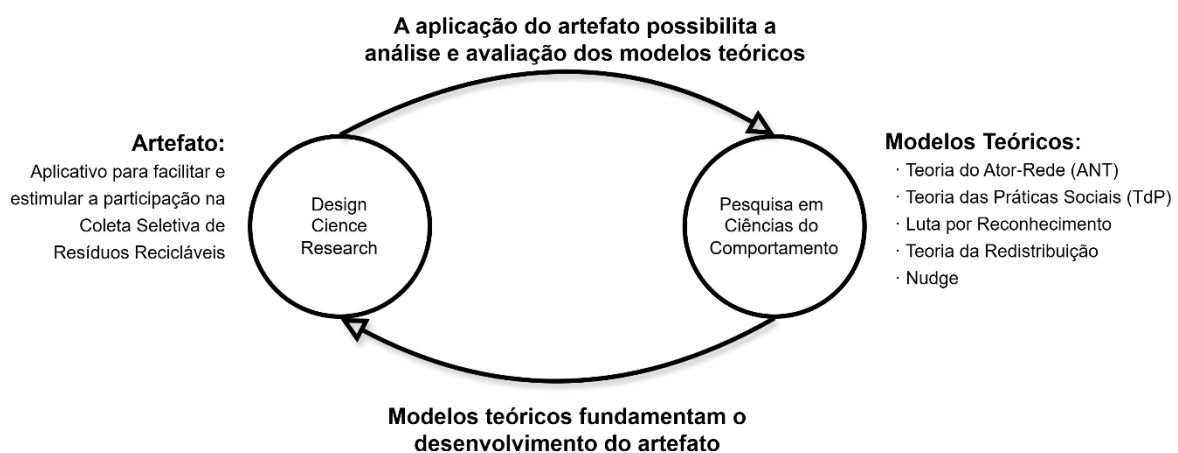 A aplicação do artefato possibilita a
análise e avaliação dos modelos teóricos
Artefato:
Aplicativo para facilitar e
estimular a participação na
Coleta Seletiva de
Resíduos Recicláveis
Design
Cience
Research
Pesquisa em
Ciências do
Comportamento
Modelos Teóricos:
· Teoria do Ator-Rede (ANT)
· Teoria das Práticas Sociais (TdP)
· Luta por Reconhecimento
· Teoria da Redistribuição
· Nudge
Modelos teóricos fundamentam o
desenvolvimento do artefato